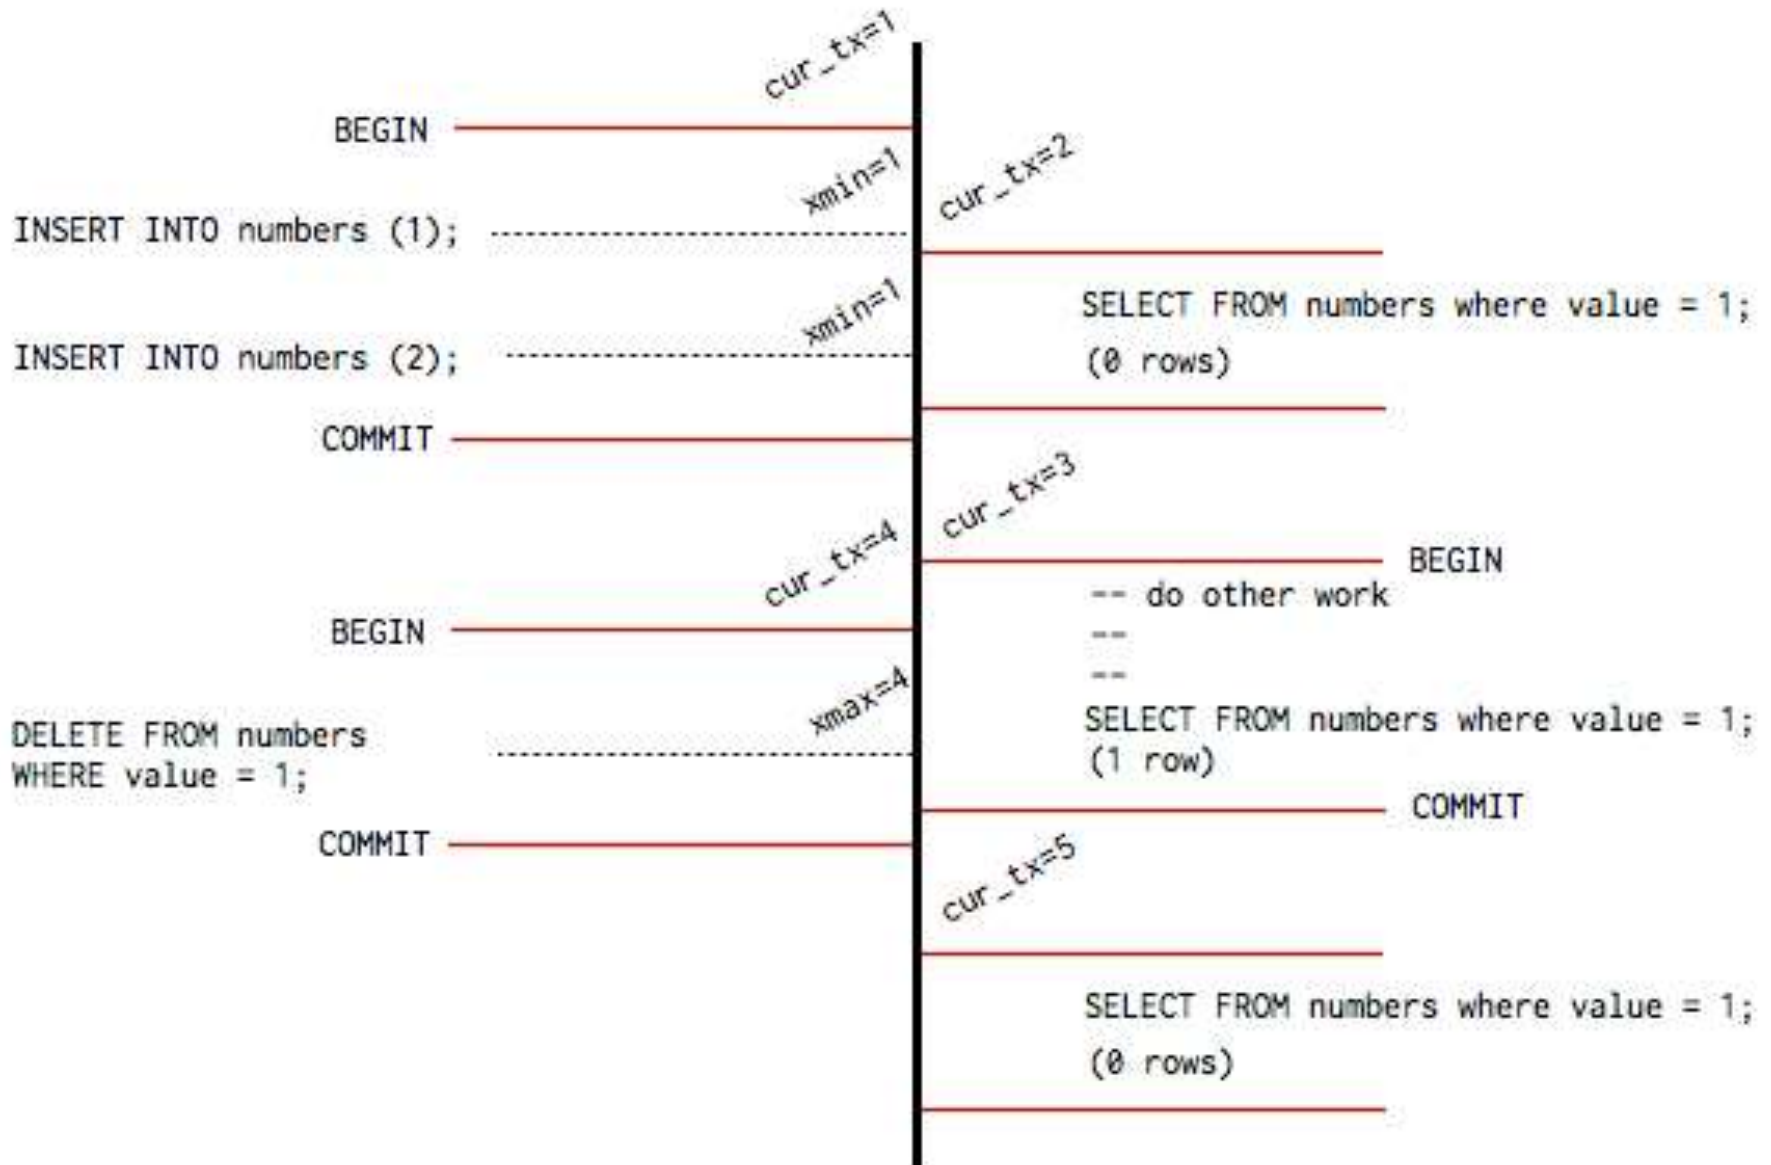 cur_tx=1
BEGIN
xmin=1
cur_tx=2
INSERT INTO numbers (1);
xmin=1
SELECT FROM numbers where value = 1;
INSERT INTO numbers (2);
(0 rows)
COMMIT
cur_tx=3
cur_tx=4
BEGIN
-- do other work
BEGIN
--
--
xmax=4
SELECT FROM numbers where value = 1;
DELETE FROM numbers
(1 row)
WHERE value = 1;
COMMIT
COMMIT
cur_tx=5
SELECT FROM numbers where value = 1;
(0 rows)